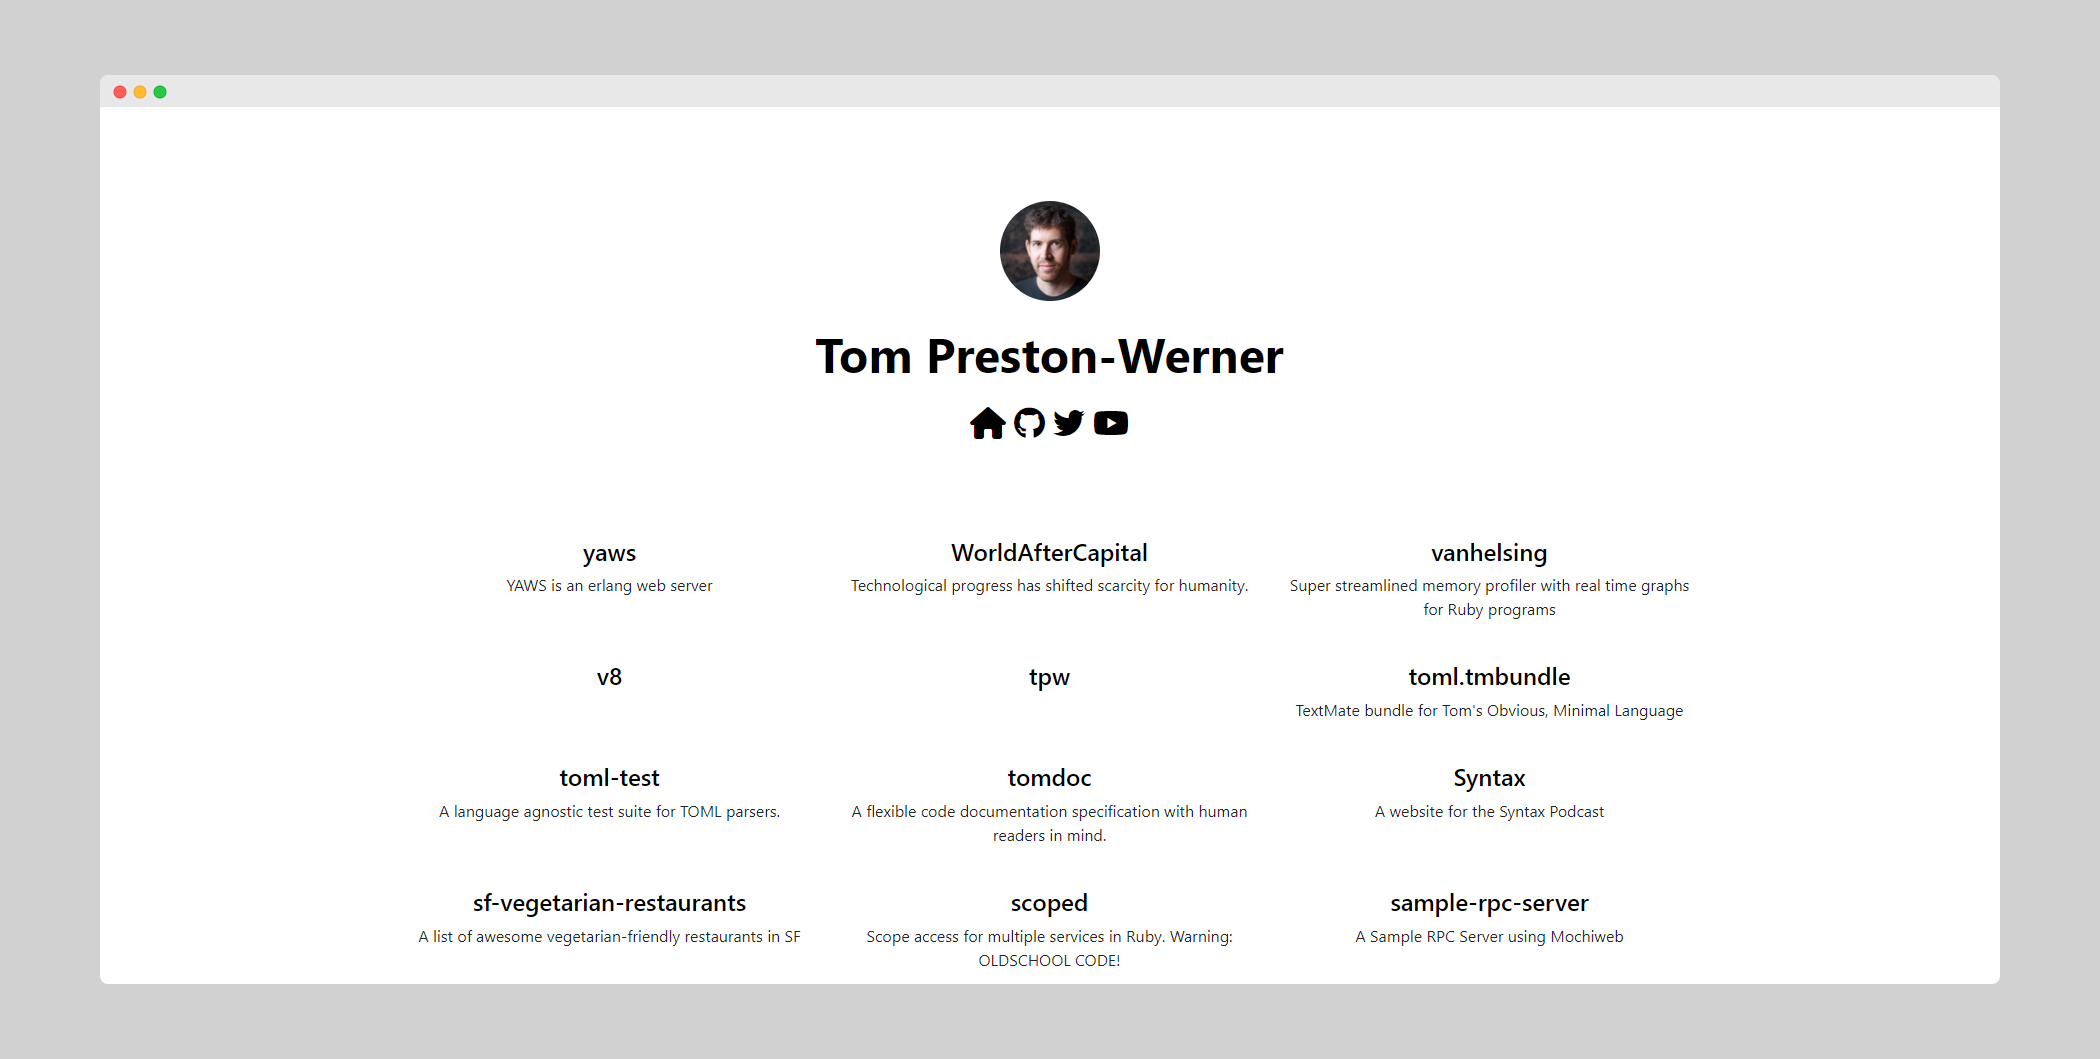 Tom Preston-Werner
yaws
YAWS is an erlang web server
WorldAfterCapital
Technological progress has shifted scarcity for humanity.
vanhelsing
Super streamlined memory profiler with real time graphs
for Ruby programs
v8
tpw
toml.tmbundle
TextMate bundle for Tom's Obvious, Minimal Language
toml-test
A language agnostic test suite for TOML parsers.
tomdoc
A flexible code documentation specification with human
readers in mind.
Syntax
A website for the Syntax Podcast
sf-vegetarian-restaurants
A list of awesome vegetarian-friendly restaurants in SF
scoped
Scope access for multiple services in Ruby. Warning:
OLDSCHOOL CODE!
sample-rpc-server
A Sample RPC Server using Mochiweb